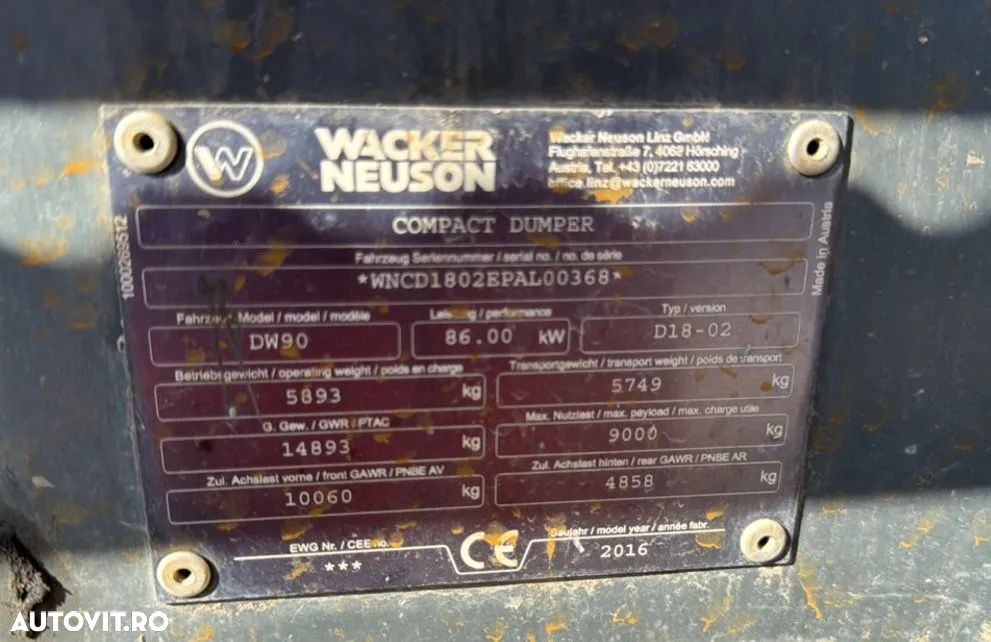 W
WACKER
NEUSON
Wacker Neuson Linz GmbH
Flughafenstraße 7, 4062 Hörsching
Austria, Tel. +43 (0)7221 63000
office.linz@wackerneuson.com
COMPACT DUMPER
Fahrzeug Seriennummer / serial no. / no. de série
*WNCD1802EPAL00368*
Fahrzeug Model / model / modèle
DW90
Leistung / performance
86.00 kW
Typ / version
D18-02
Betriebsgewicht / operating weight / poids en charge
5893 kg
Transportgewicht / transport weight / poids de transport
5749 kg
G. Gew. / GWR / PTAC
14893 kg
Max. Nutzlast / max. payload / max. charge utile
9000 kg
Zul. Achslast vorne / front GAWR / PNBE AV
10060 kg
Zul. Achslast hinten / rear GAWR / PNBE AR
4858 kg
EWG Nr. / CEE no.
***
CE
Baujahr / model year / année fabr.
2016
1000269512
Made in Austria
AUTOVIT.RO